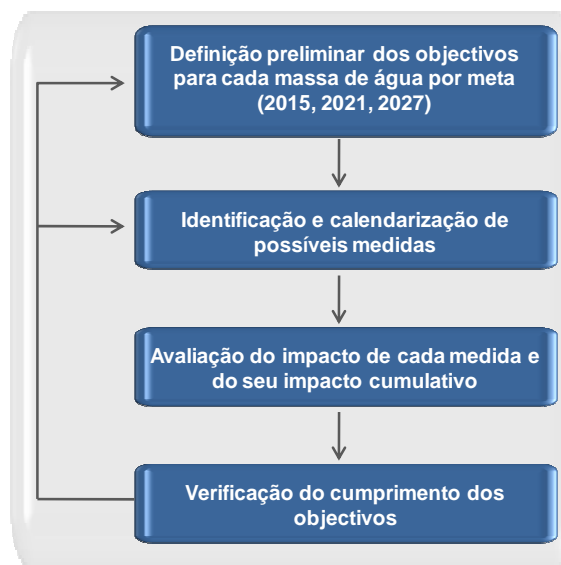 Definição preliminar dos objectivos
para cada massa de água por meta
(2015, 2021, 2027)
Identificação e calendarização de
possíveis medidas
Avaliação do impacto de cada medida e
do seu impacto cumulativo
Verificação do cumprimento dos
objectivos